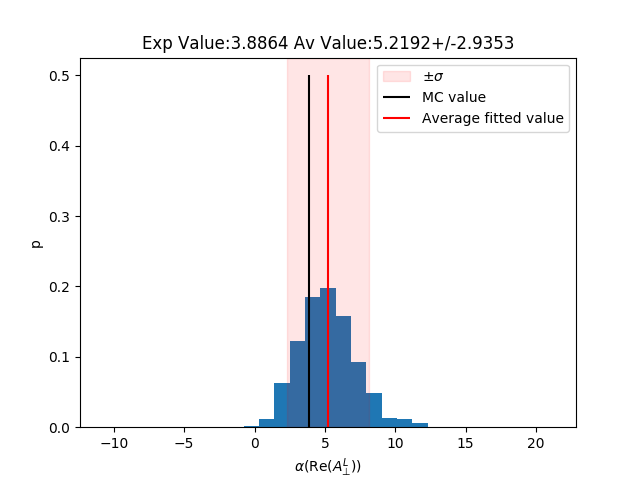 Exp Value:3.8864 Av Value:5.2192+/-2.9353
±σ
MC value
Average fitted value
0.5
0.4
0.3
0.2
0.1
0.0
p
−10 −5 0 5 10 15 20
α(Re(A_⊥^L))